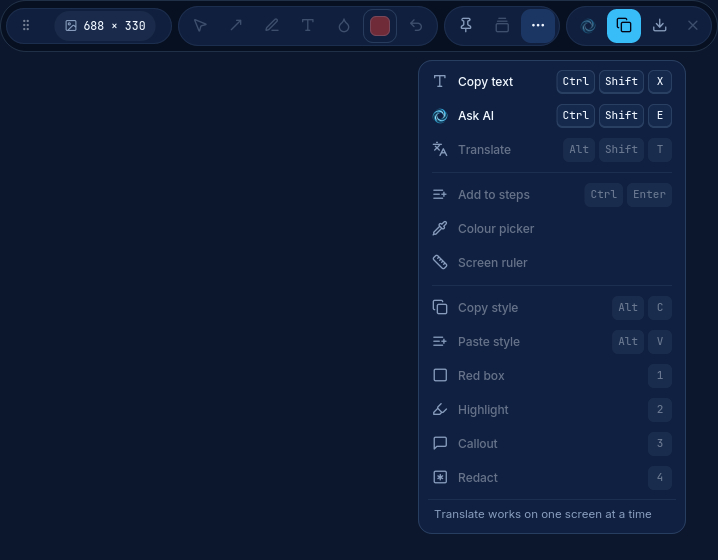 688 × 330
Copy text Ctrl Shift X
Ask AI Ctrl Shift E
Translate Alt Shift T
Add to steps Ctrl Enter
Colour picker
Screen ruler
Copy style Alt C
Paste style Alt V
Red box 1
Highlight 2
Callout 3
Redact 4
Translate works on one screen at a time